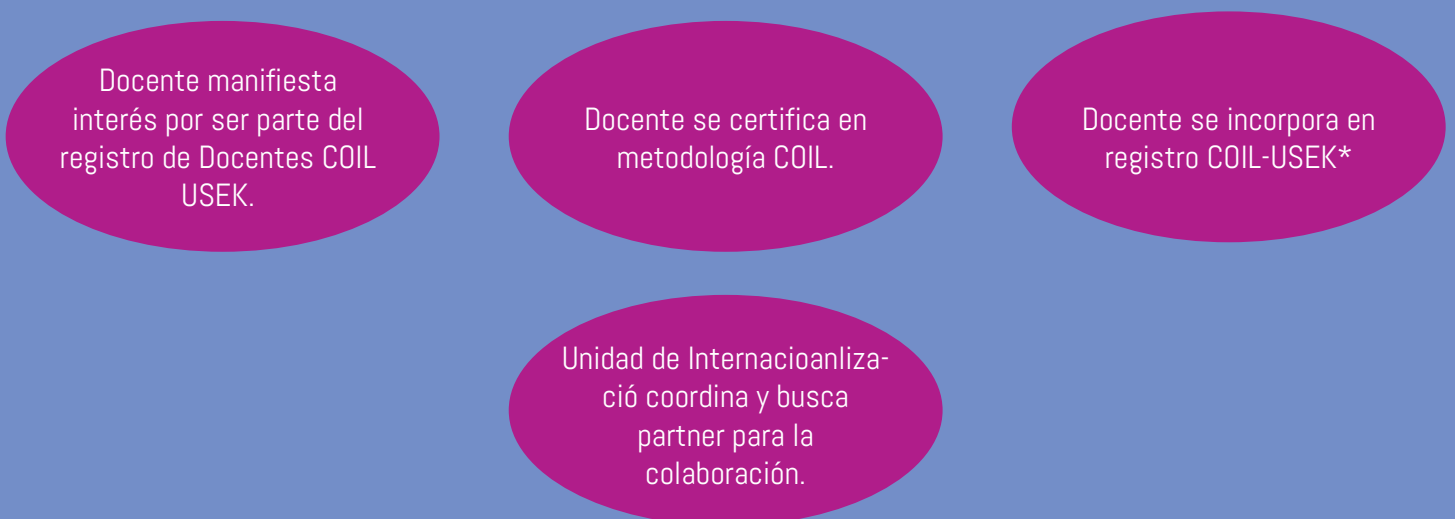 Docente manifiesta
interés por ser parte del
registro de Docentes COIL
USEK.
Docente se certifica en
metodología COIL.
Docente se incorpora en
registro COIL-USEK*
Unidad de Internacioanliza-
ció coordina y busca
partner para la
colaboración.